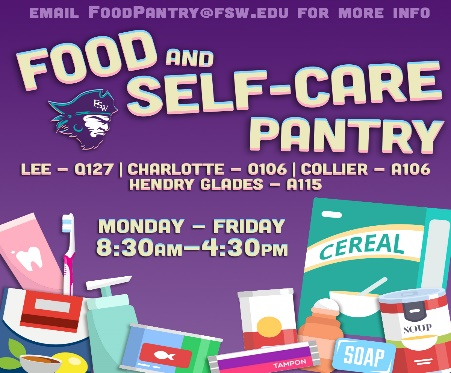 EMAIL FOODPANTRY@FSW.EDU FOR MORE INFO
FOOD AND
SELF-CARE
PANTRY
FSW
LEE – Q127 | CHARLOTTE – O106 | COLLIER – A106
HENDRY GLADES – A115
MONDAY – FRIDAY
8:30AM–4:30PM
CEREAL
SOUP
SOAP
TAMPON